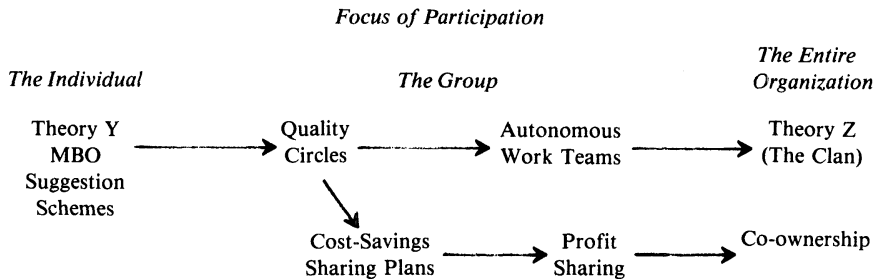 Focus of Participation
The Entire
The Individual The Group Organization
Theory Y Quality Autonomous Theory Z
MBO Circles Work Teams (The Clan)
Suggestion
Schemes
Cost-Savings Profit Co-ownership
Sharing Plans Sharing